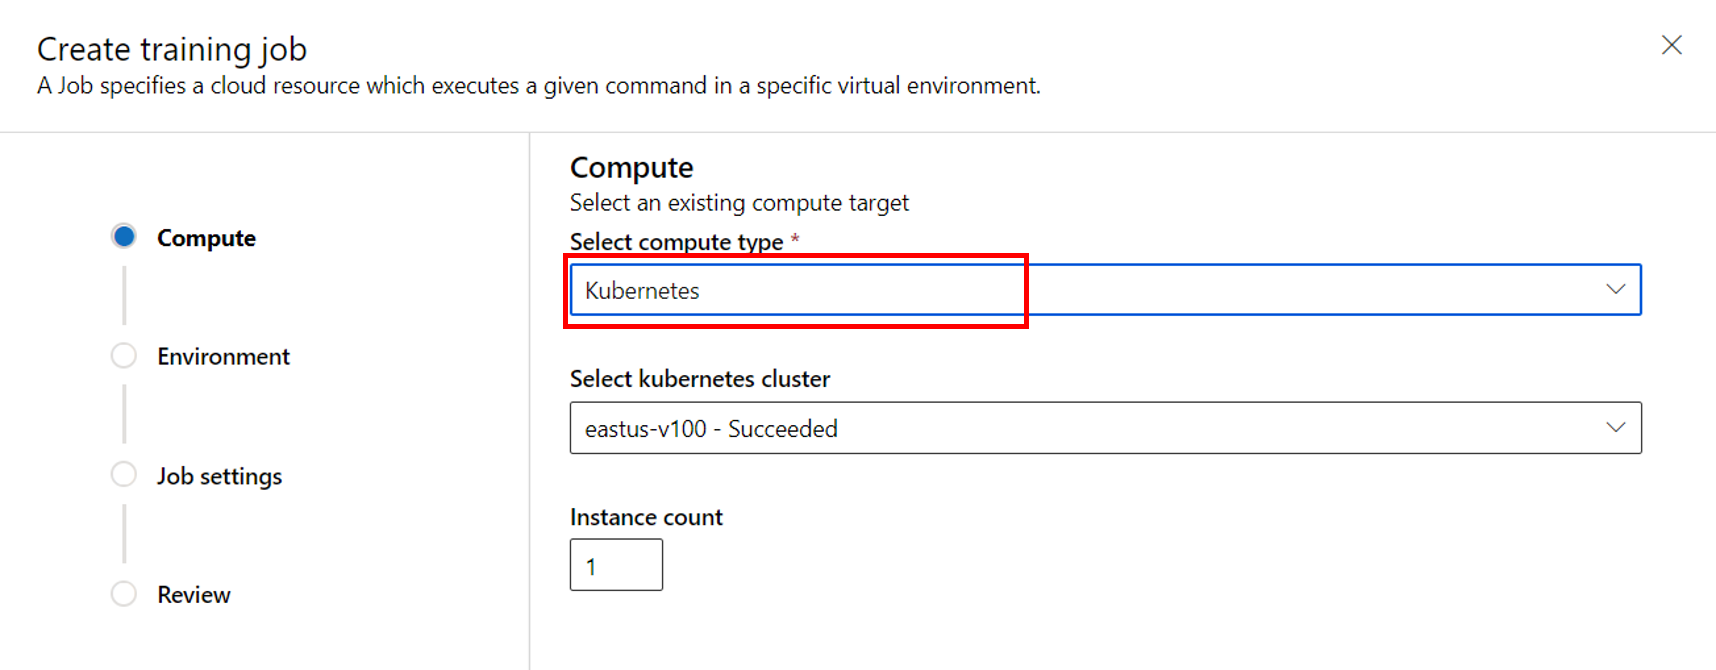 Create training job
A Job specifies a cloud resource which executes a given command in a specific virtual environment.
Compute
Environment
Job settings
Review
Compute
Select an existing compute target
Select compute type *
Kubernetes
Select kubernetes cluster
eastus-v100 - Succeeded
Instance count
1